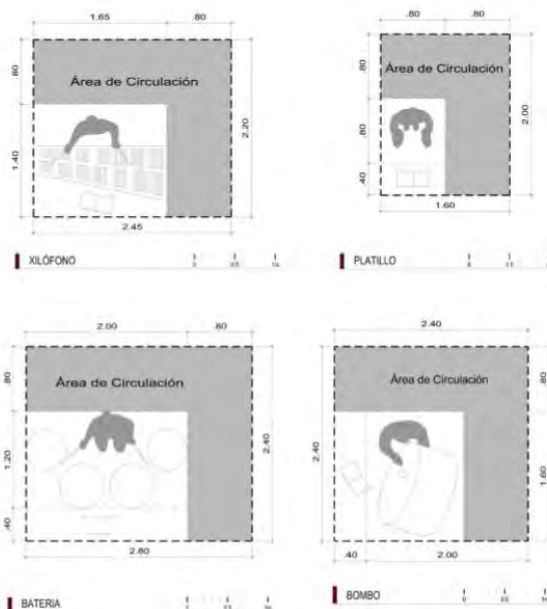 1.65 .80
.80
Área de Circulación
1.40
2.20
2.45
XILÓFONO
.80 .80
.80
Área de Circulación
.80
2.00
.40
1.60
PLATILLO
2.00 .80
.80
Área de Circulación
1.20
2.40
.40
2.80
BATERIA
2.40
.80
Área de Circulación
2.40
1.60
.40 2.00
BOMBO